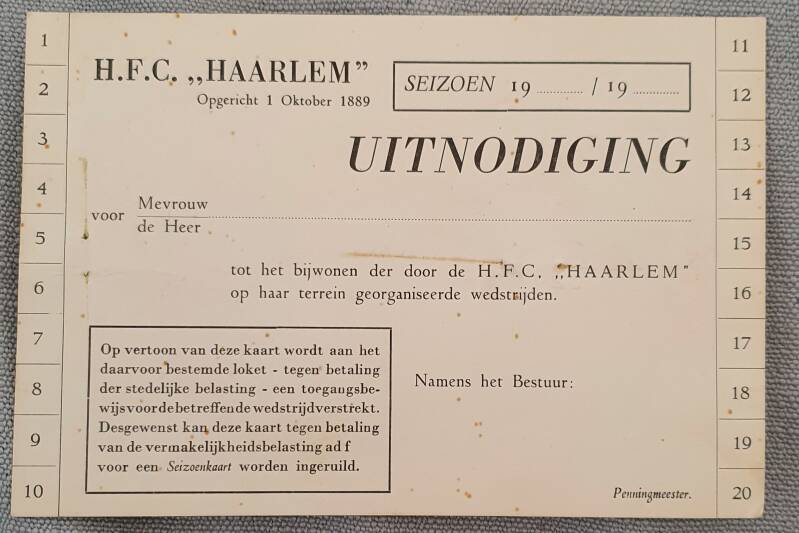 H.F.C. „HAARLEM”
Opgericht 1 Oktober 1889
SEIZOEN 19 ............ / 19 ............
UITNODIGING
voor
Mevrouw
de Heer
tot het bijwonen der door de H.F.C. „HAARLEM"
op haar terrein georganiseerde wedstrijden.
Op vertoon van deze kaart wordt aan het
daarvoor bestemde loket - tegen betaling
der stedelijke belasting - een toegangsbe-
wijs voor de betreffende wedstrijd verstrekt.
Desgewenst kan deze kaart tegen betaling
van de vermakelijkheidsbelasting ad f
voor een Seizoenkaart worden ingeruild.
Namens het Bestuur:
Penningmeester.
1
2
3
4
5
6
7
8
9
10
11
12
13
14
15
16
17
18
19
20